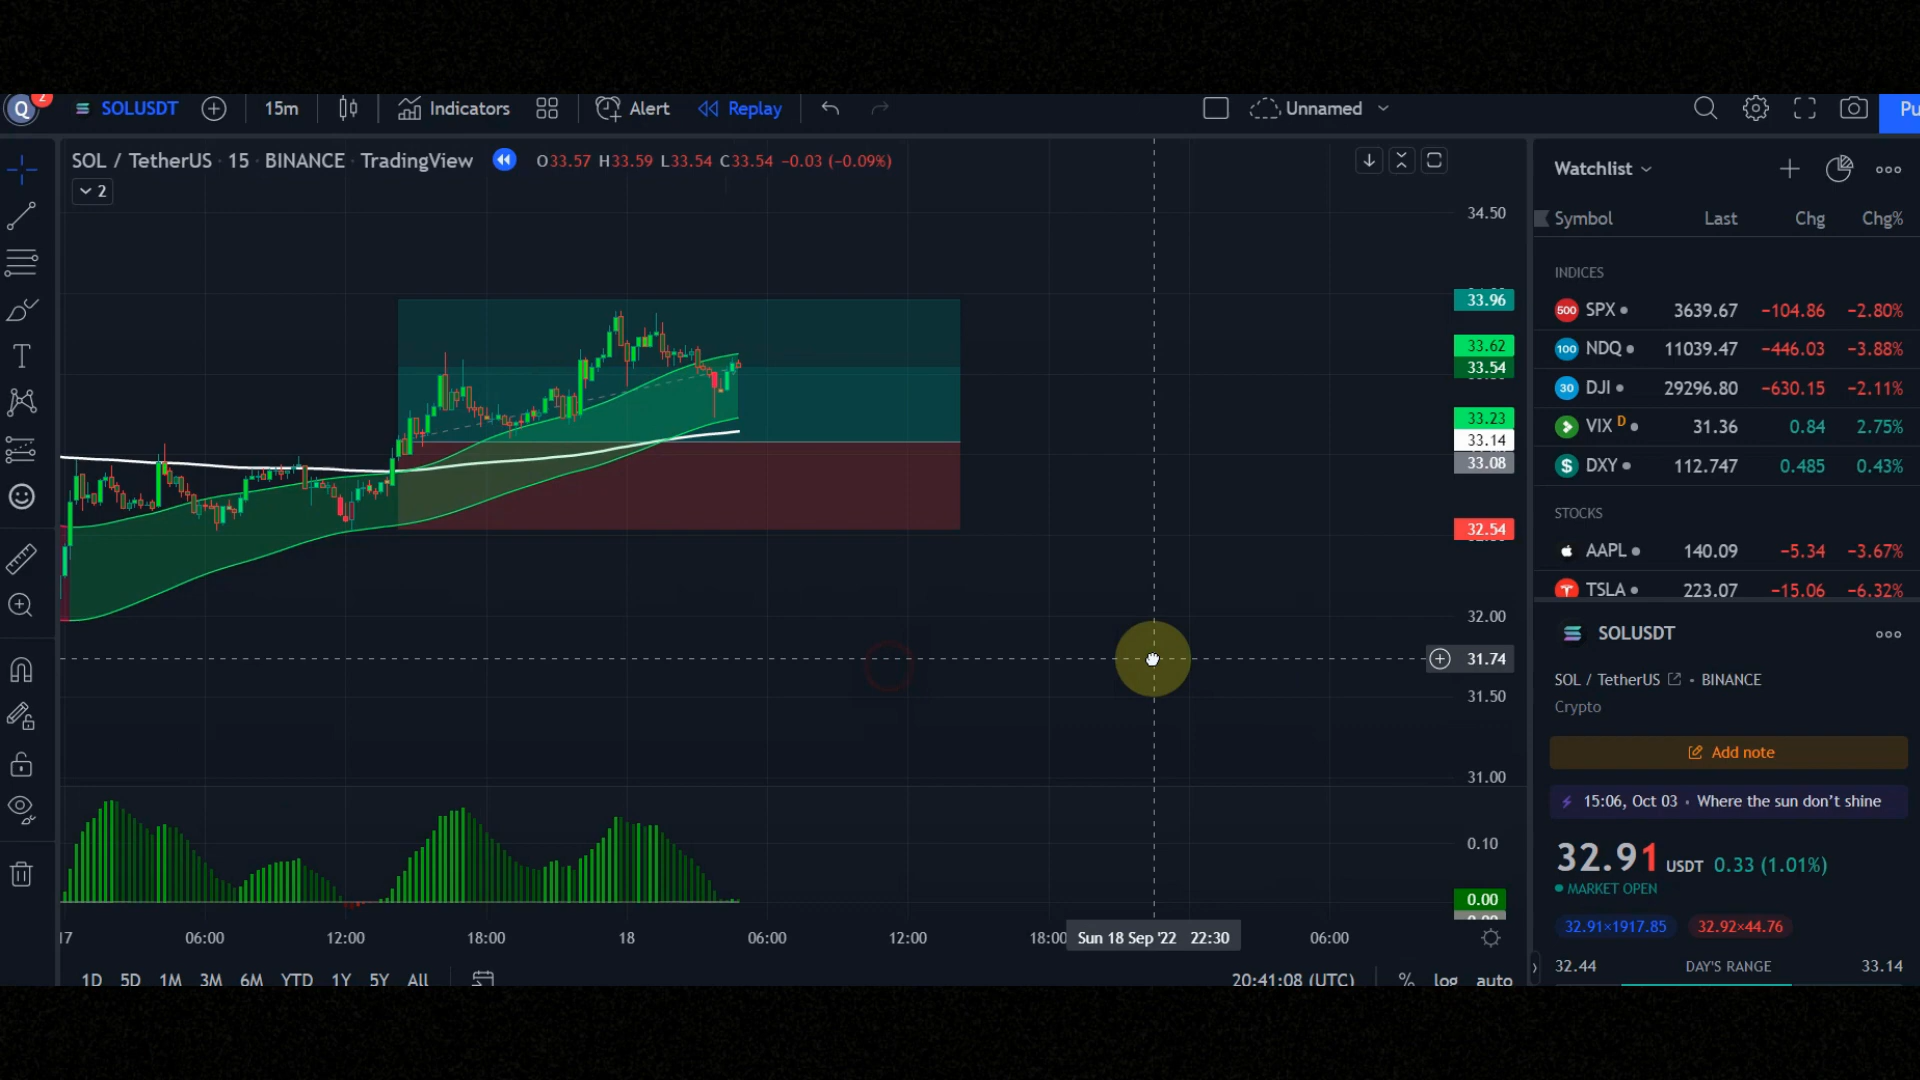 Q 2 SOLUSDT 15m Indicators Alert Replay Unnamed Pu
SOL / TetherUS · 15 · BINANCE · TradingView O33.57 H33.59 L33.54 C33.54 −0.03 (−0.09%)
2
34.50
33.96
33.62
33.54
33.23
33.14
33.08
32.54
32.00
31.74
31.50
31.00
0.10
0.00
17 06:00 12:00 18:00 18 06:00 12:00 18:00 Sun 18 Sep '22 22:30 06:00
1D 5D 1M 3M 6M YTD 1Y 5Y All 20:41:08 (UTC) % log auto
Watchlist
Symbol Last Chg Chg%
INDICES
500 SPX 3639.67 −104.86 −2.80%
100 NDQ 11039.47 −446.03 −3.88%
30 DJI 29296.80 −630.15 −2.11%
VIX D 31.36 0.84 2.75%
$ DXY 112.747 0.485 0.43%
STOCKS
AAPL 140.09 −5.34 −3.67%
TSLA 223.07 −15.06 −6.32%
SOLUSDT
SOL / TetherUS • BINANCE
Crypto
Add note
15:06, Oct 03 • Where the sun don't shine
32.91 USDT 0.33 (1.01%)
MARKET OPEN
32.91×1917.85 32.92×44.76
32.44 DAY'S RANGE 33.14